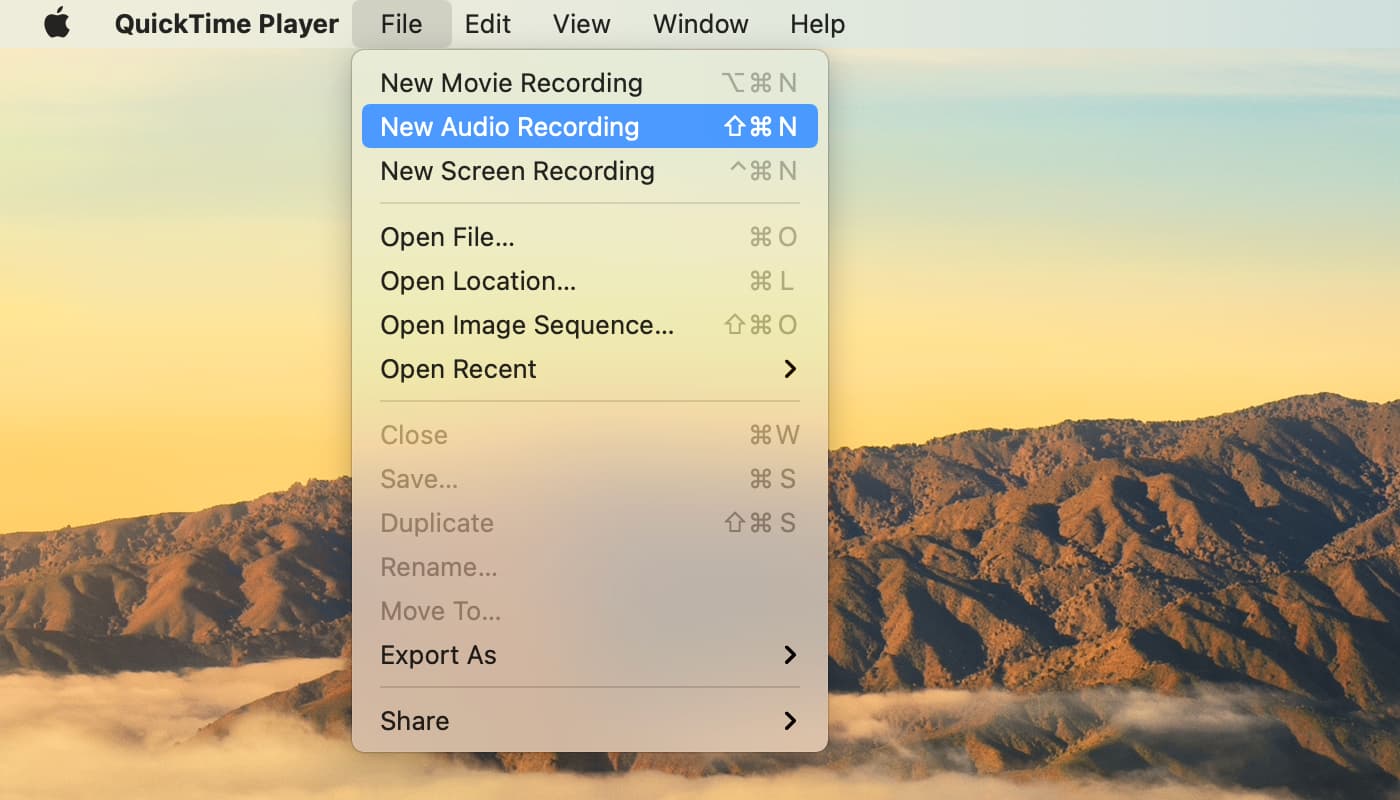 QuickTime Player File Edit View Window Help
New Movie Recording ⌥⌘N
New Audio Recording ⇧⌘N
New Screen Recording ^⌘N
Open File... ⌘O
Open Location... ⌘L
Open Image Sequence... ⇧⌘O
Open Recent >
Close ⌘W
Save... ⌘S
Duplicate ⇧⌘S
Rename...
Move To...
Export As >
Share >